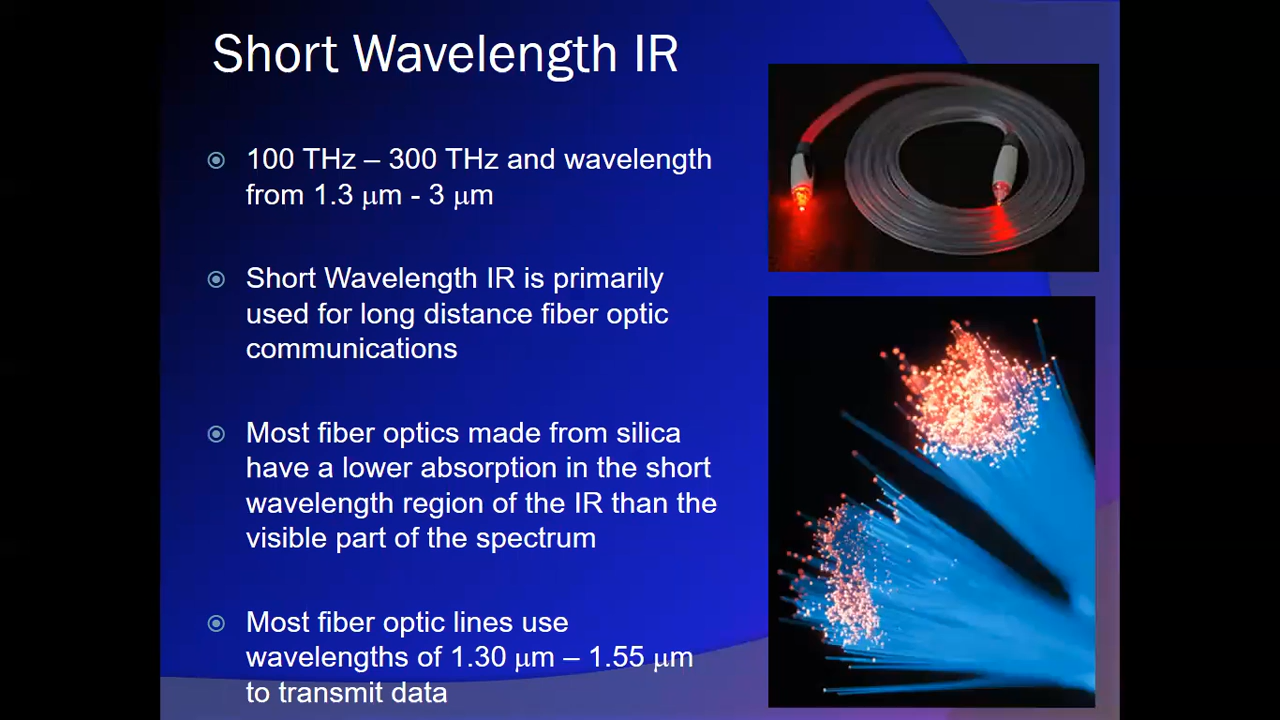 Short Wavelength IR
100 THz – 300 THz and wavelength
from 1.3 μm - 3 μm
Short Wavelength IR is primarily
used for long distance fiber optic
communications
Most fiber optics made from silica
have a lower absorption in the short
wavelength region of the IR than the
visible part of the spectrum
Most fiber optic lines use
wavelengths of 1.30 μm – 1.55 μm
to transmit data